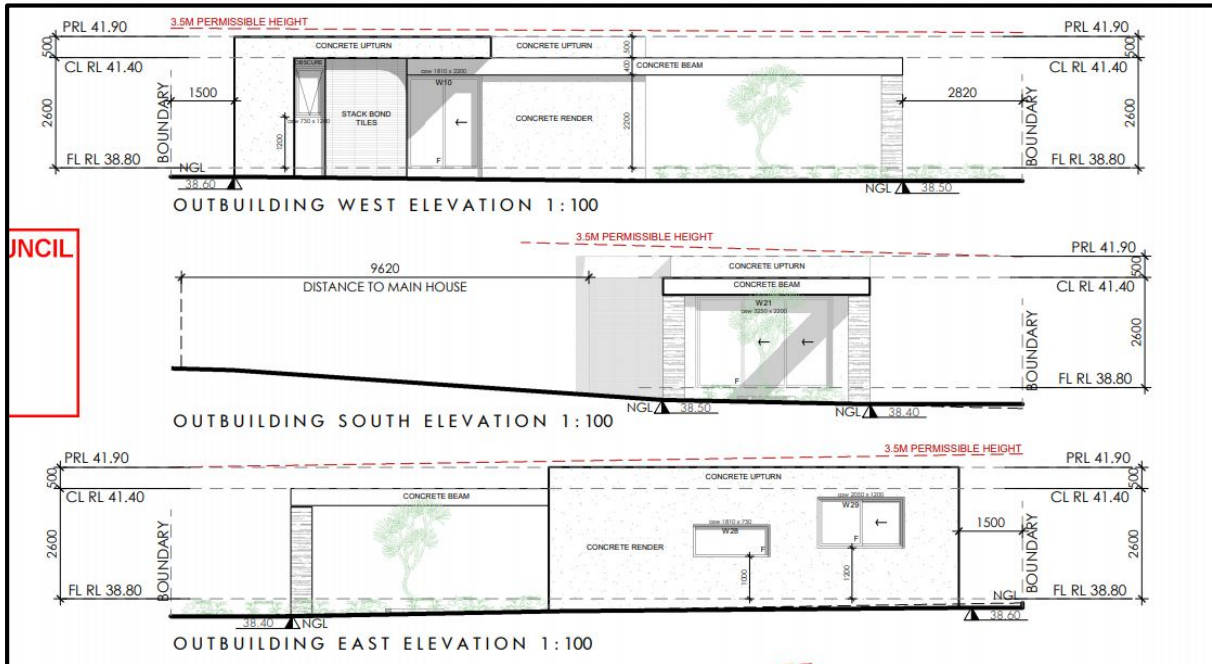 3.5M PERMISSIBLE HEIGHT
PRL 41.90
PRL 41.90
500
CONCRETE UPTURN
CONCRETE UPTURN
500
500
CL RL 41.40
OBSCURE
CONCRETE BEAM
400
CL RL 41.40
1500
W10
2820
2600
BOUNDARY
STACK BOND
TILES
CONCRETE RENDER
2200
BOUNDARY
2600
1200
FL RL 38.80
F
FL RL 38.80
NGL
38.60
NGL
38.50
OUTBUILDING WEST ELEVATION 1:100
UNCIL
3.5M PERMISSIBLE HEIGHT
PRL 41.90
9620
CONCRETE UPTURN
500
DISTANCE TO MAIN HOUSE
CONCRETE BEAM
CL RL 41.40
W21
BOUNDARY
2600
F
FL RL 38.80
NGL
38.50
NGL
38.40
OUTBUILDING SOUTH ELEVATION 1:100
3.5M PERMISSIBLE HEIGHT
PRL 41.90
PRL 41.90
500
CONCRETE UPTURN
500
CL RL 41.40
CONCRETE BEAM
CL RL 41.40
W29
1500
W28
F
F
2600
BOUNDARY
CONCRETE RENDER
1000
1200
BOUNDARY
2600
FL RL 38.80
NGL
FL RL 38.80
38.40
NGL
38.60
OUTBUILDING EAST ELEVATION 1:100